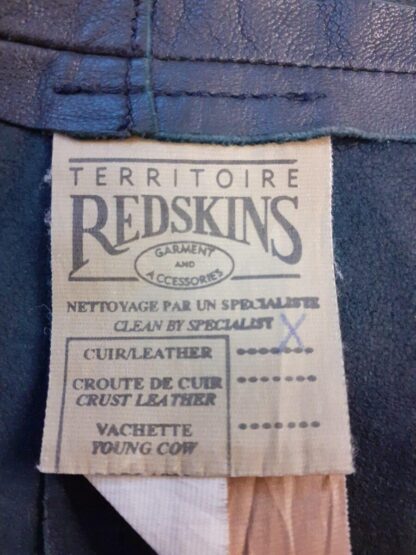 TERRITOIRE
REDSKINS
GARMENT
AND
ACCESSORIES
NETTOYAGE PAR UN SPECIALISTE
CLEAN BY SPECIALIST
CUIR/LEATHER ........ X
CROUTE DE CUIR ........
CRUST LEATHER
VACHETTE ........
YOUNG COW